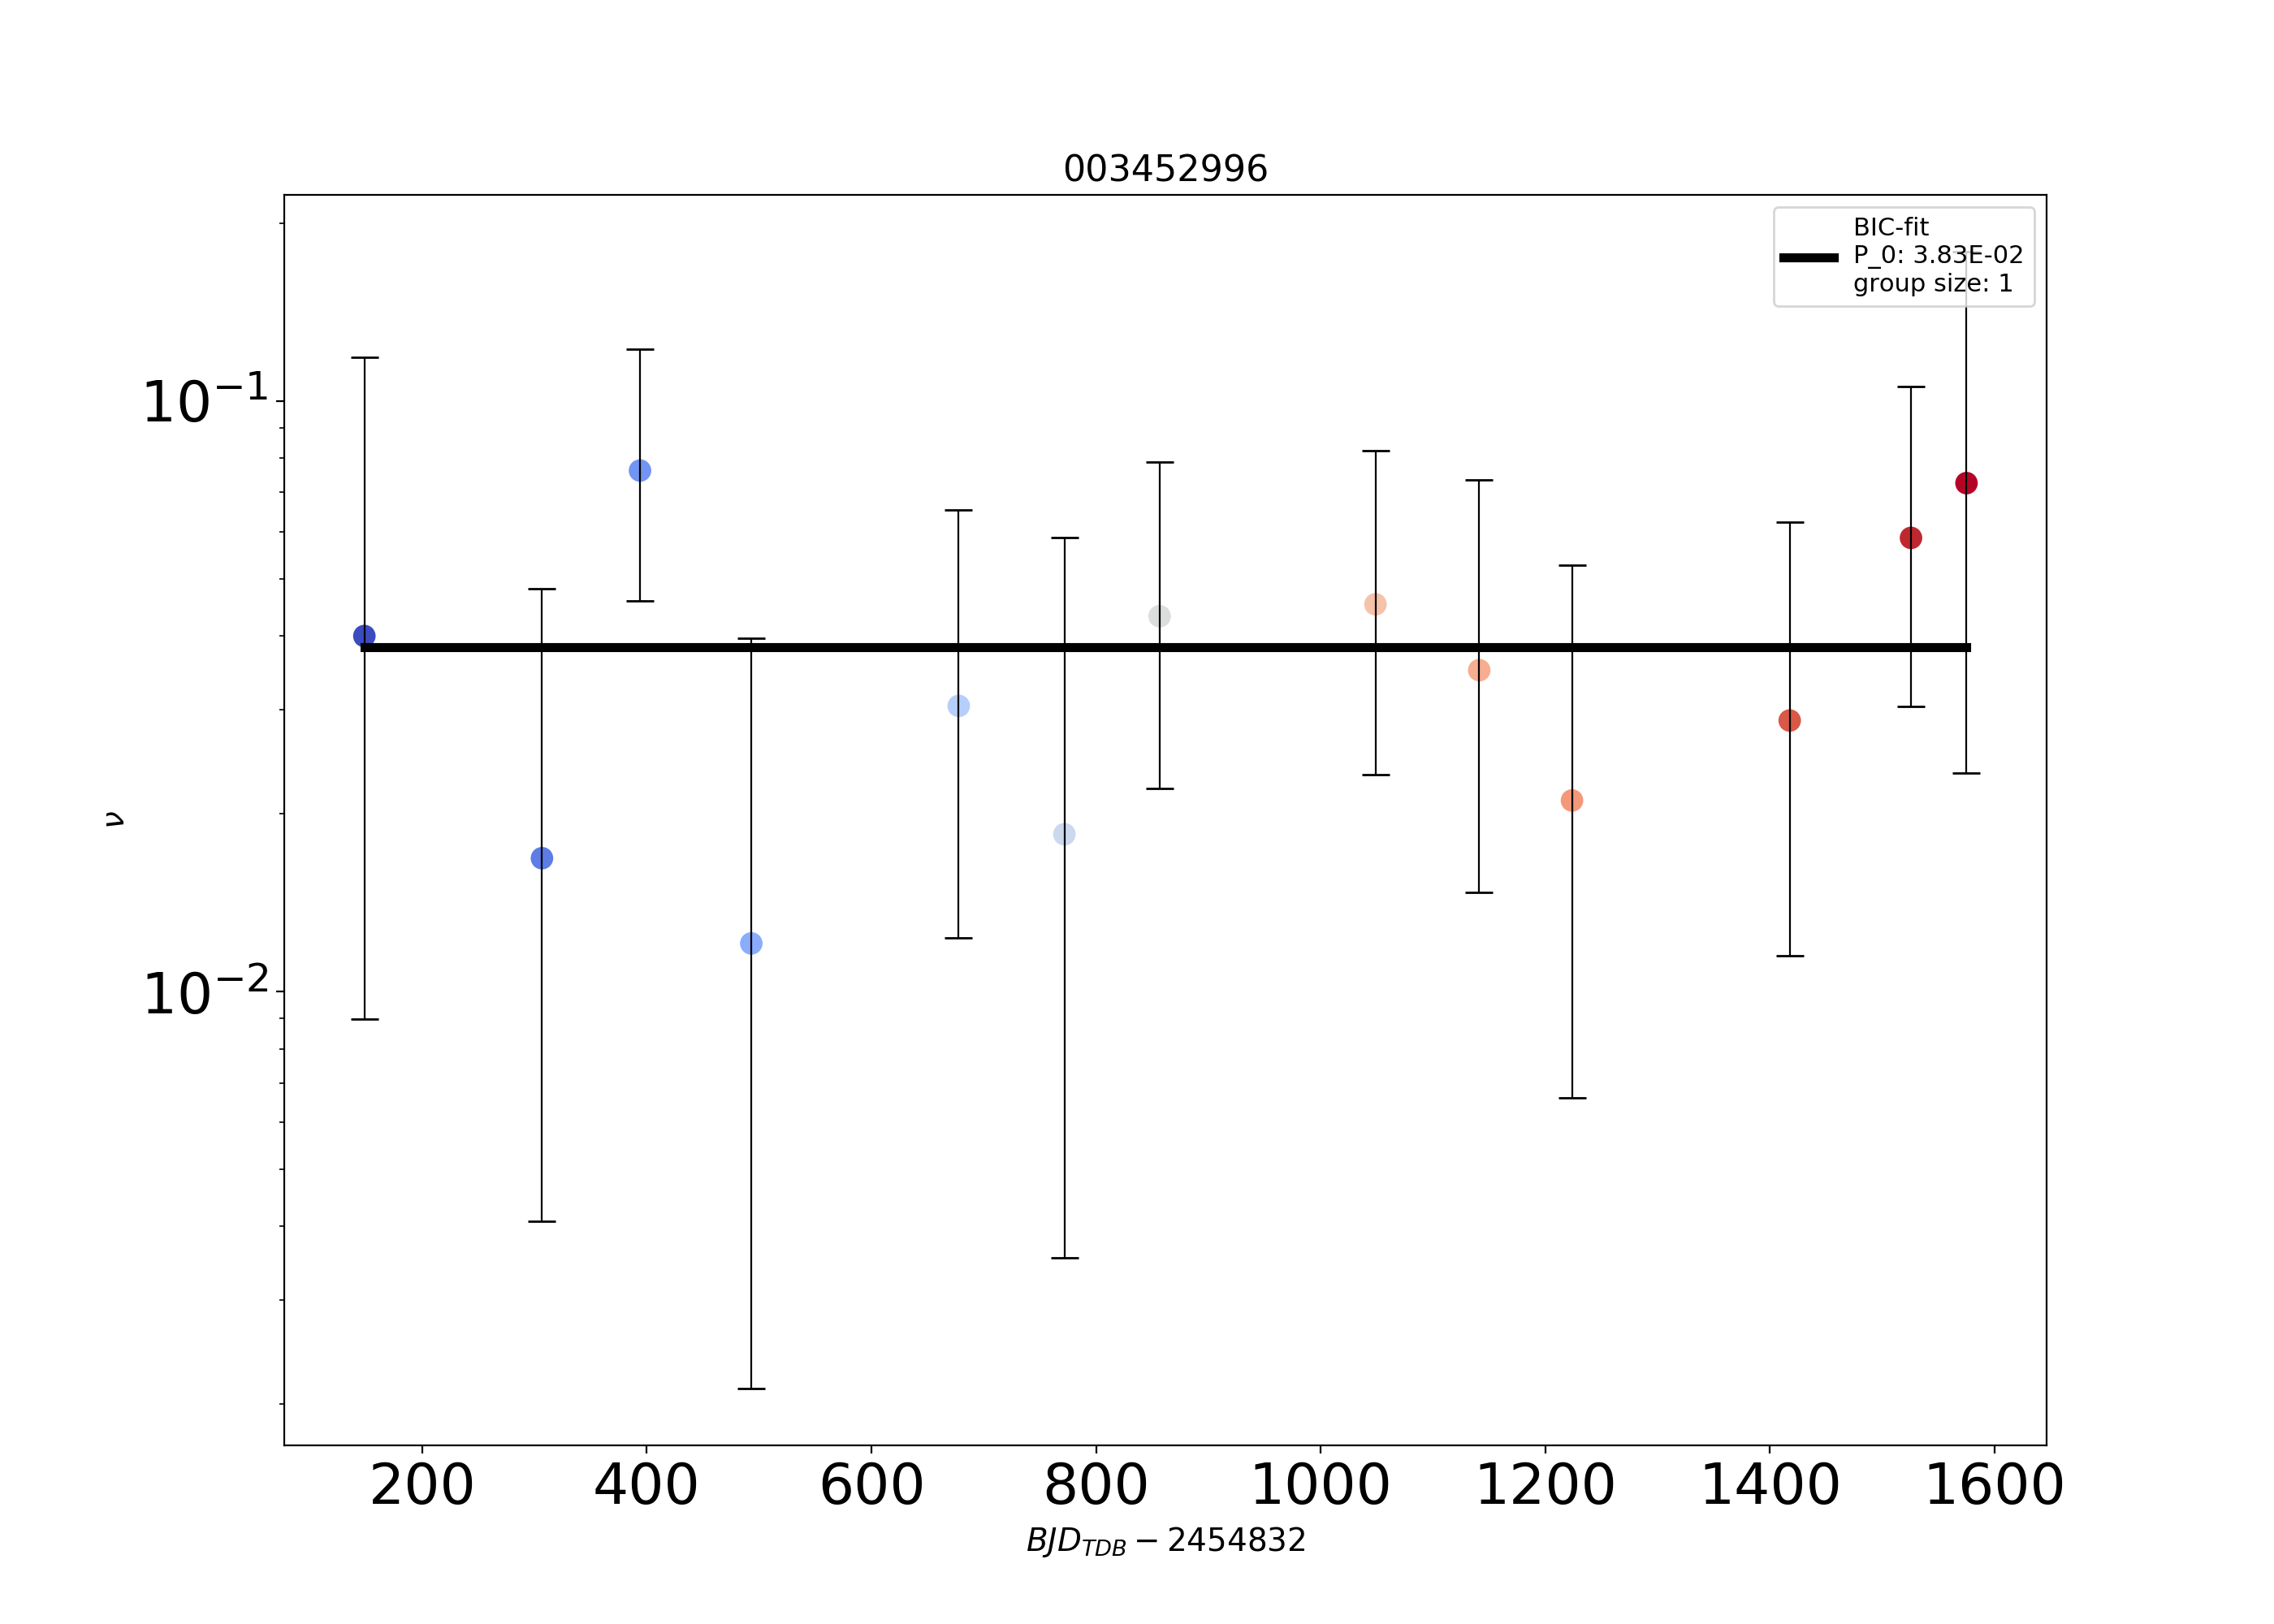 003452996
BIC-fit
P_0: 3.83E-02
group size: 1
10⁻¹
10⁻²
ν
200 400 600 800 1000 1200 1400 1600
BJD_TDB − 2454832